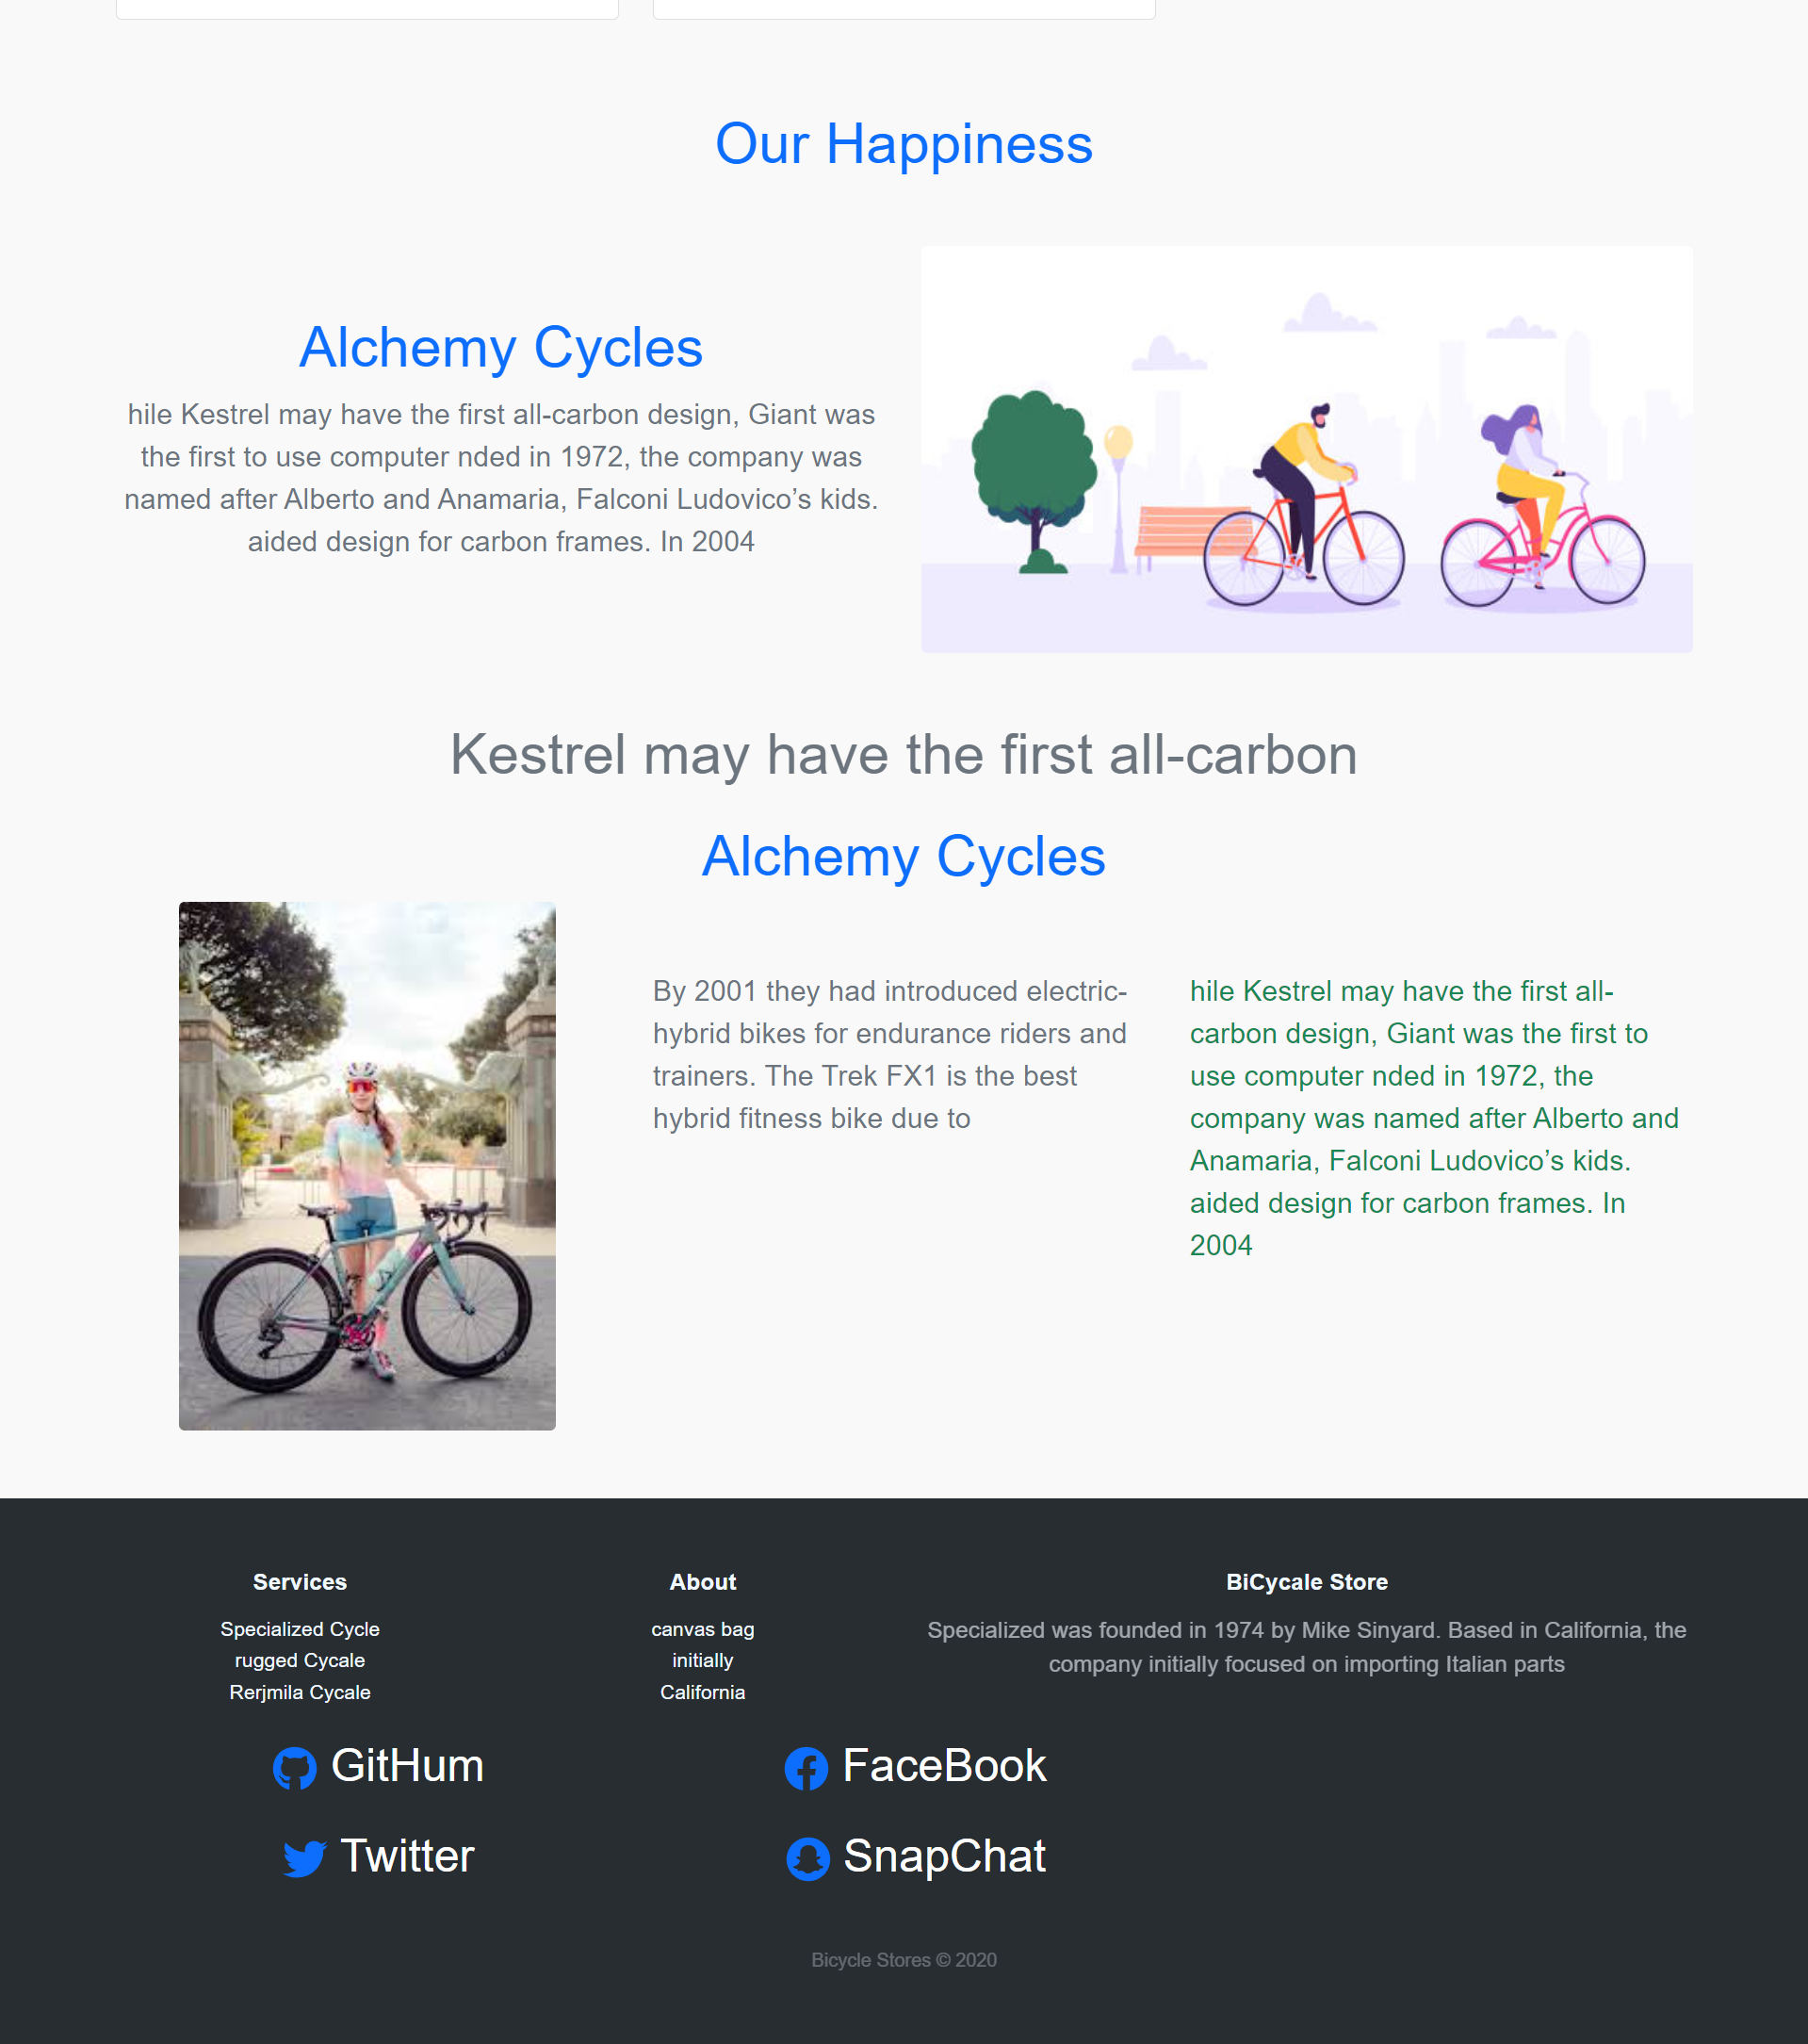 Our Happiness
Alchemy Cycles
hile Kestrel may have the first all-carbon design, Giant was
the first to use computer nded in 1972, the company was
named after Alberto and Anamaria, Falconi Ludovico’s kids.
aided design for carbon frames. In 2004
Kestrel may have the first all-carbon
Alchemy Cycles
By 2001 they had introduced electric-
hybrid bikes for endurance riders and
trainers. The Trek FX1 is the best
hybrid fitness bike due to
hile Kestrel may have the first all-
carbon design, Giant was the first to
use computer nded in 1972, the
company was named after Alberto and
Anamaria, Falconi Ludovico’s kids.
aided design for carbon frames. In
2004
Services
Specialized Cycle
rugged Cycale
Rerjmila Cycale
About
canvas bag
initially
California
BiCycale Store
Specialized was founded in 1974 by Mike Sinyard. Based in California, the
company initially focused on importing Italian parts
GitHum
FaceBook
Twitter
SnapChat
Bicycle Stores © 2020